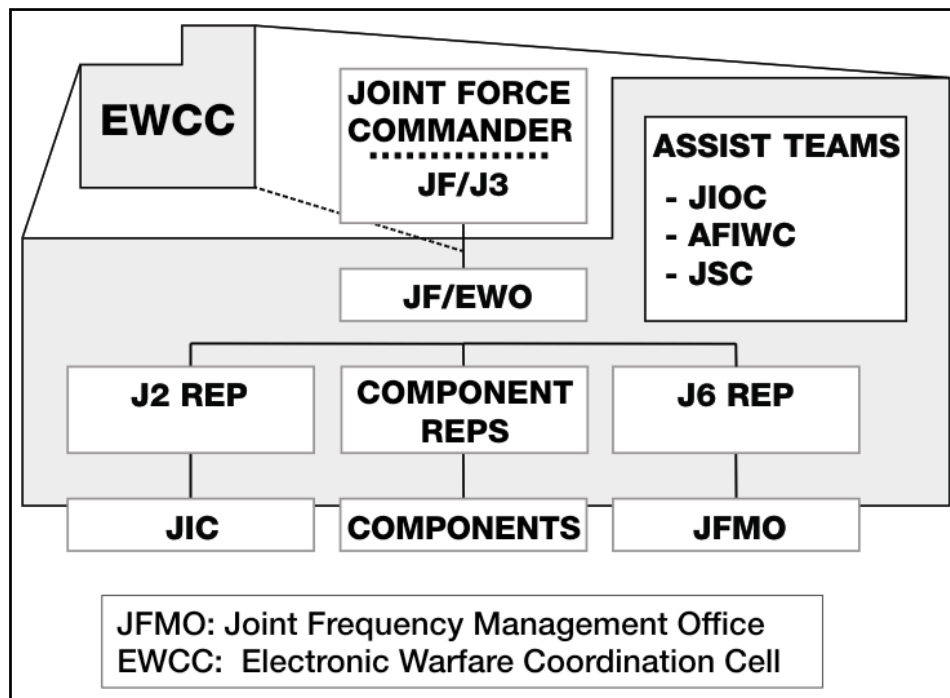 EWCC
JOINT FORCE
COMMANDER
JF/J3
ASSIST TEAMS
- JIOC
- AFIWC
- JSC
JF/EWO
J2 REP
COMPONENT
REPS
J6 REP
JIC
COMPONENTS
JFMO
JFMO: Joint Frequency Management Office
EWCC: Electronic Warfare Coordination Cell